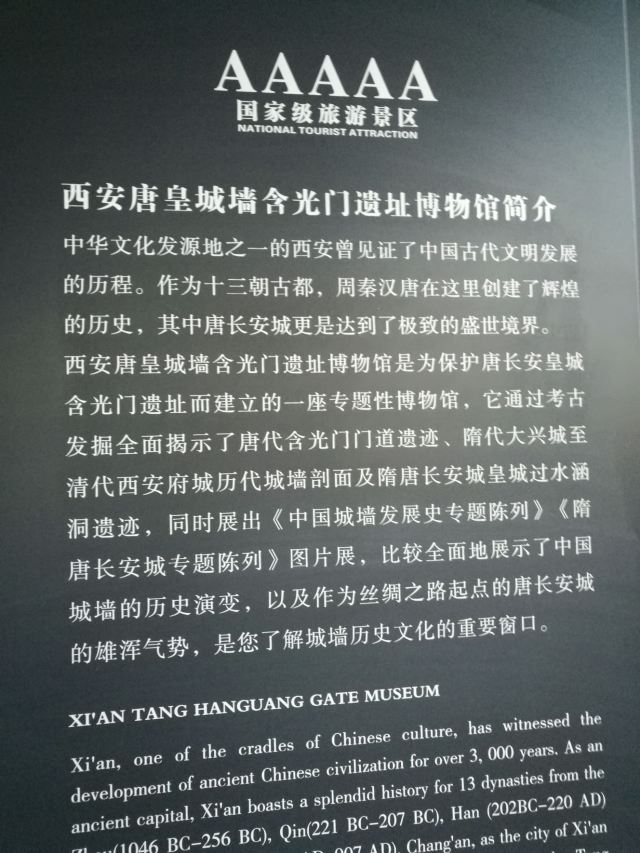 AAAAA
国家级旅游景区
NATIONAL TOURIST ATTRACTION
西安唐皇城墙含光门遗址博物馆简介
中华文化发源地之一的西安曾见证了中国古代文明发展
的历程。作为十三朝古都，周秦汉唐在这里创建了辉煌
的历史，其中唐长安城更是达到了极致的盛世境界。
西安唐皇城墙含光门遗址博物馆是为保护唐长安皇城
含光门遗址而建立的一座专题性博物馆，它通过考古
发掘全面揭示了唐代含光门门道遗迹、隋代大兴城至
清代西安府城历代城墙剖面及隋唐长安城皇城过水涵
洞遗迹，同时展出《中国城墙发展史专题陈列》《隋
唐长安城专题陈列》图片展，比较全面地展示了中国
城墙的历史演变，以及作为丝绸之路起点的唐长安城
的雄浑气势，是您了解城墙历史文化的重要窗口。
XI'AN TANG HANGUANG GATE MUSEUM
Xi'an, one of the cradles of Chinese culture, has witnessed the
development of ancient Chinese civilization for over 3, 000 years. As an
ancient capital, Xi'an boasts a splendid history for 13 dynasties from the
Zhou(1046 BC-256 BC), Qin(221 BC-207 BC), Han (202BC-220 AD)
907 AD). Chang'an, as the city of Xi'an